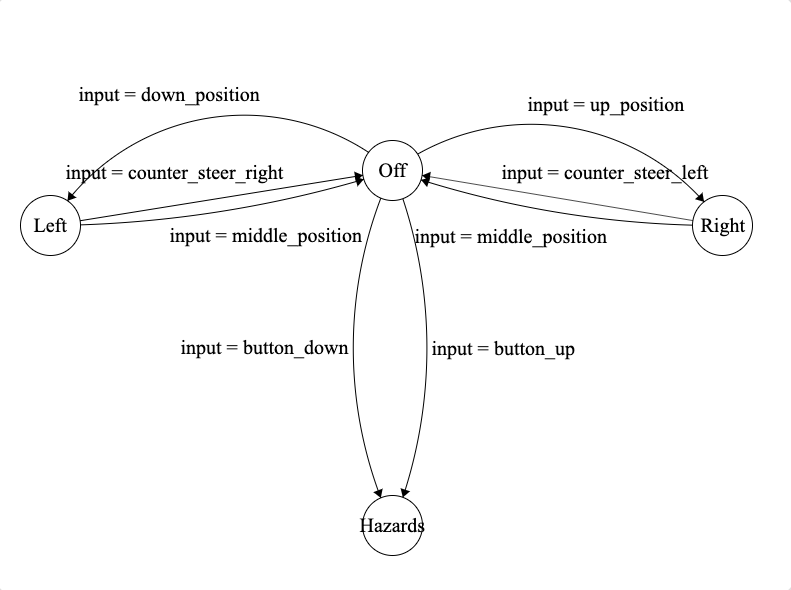 input = down_position
input = up_position
input = counter_steer_right
Off
input = counter_steer_left
Left
Right
input = middle_position
input = middle_position
input = button_down
input = button_up
Hazards